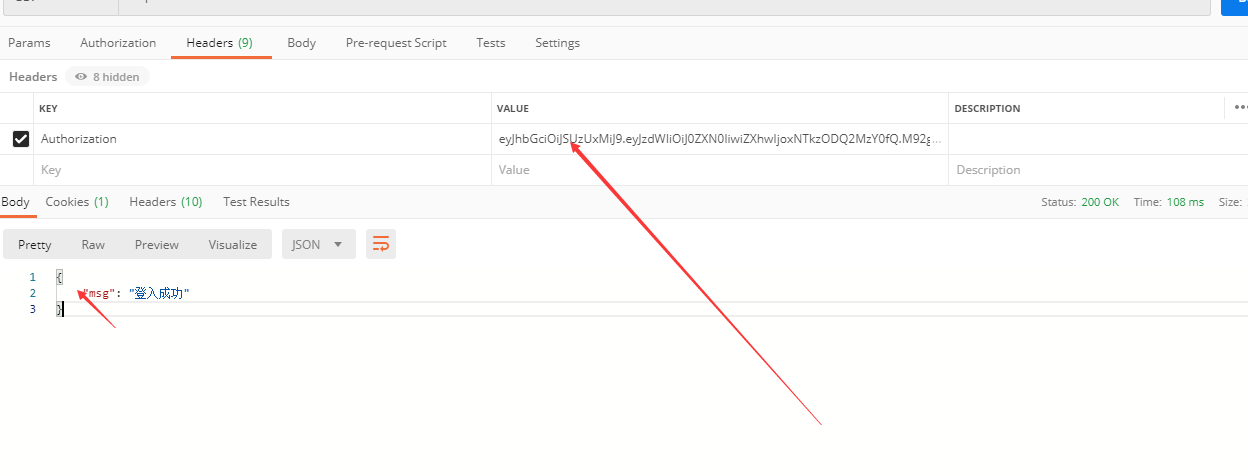 Params Authorization Headers (9) Body Pre-request Script Tests Settings
Headers 8 hidden
KEY VALUE DESCRIPTION
Authorization eyJhbGciOiJSUzUxMiJ9.eyJzdWIiOiJ0ZXN0IiwiZXhwIjoxNTkzODQ2MzY0fQ.M92g...
Key Value Description
Body Cookies (1) Headers (10) Test Results Status: 200 OK Time: 108 ms Size:
Pretty Raw Preview Visualize JSON
1 {
2 "msg": "登入成功"
3 }